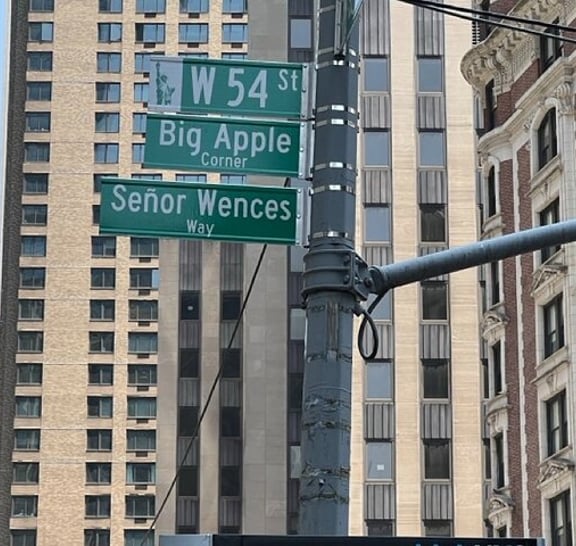 W 54 St
Big Apple
Corner
Señor Wences
Way